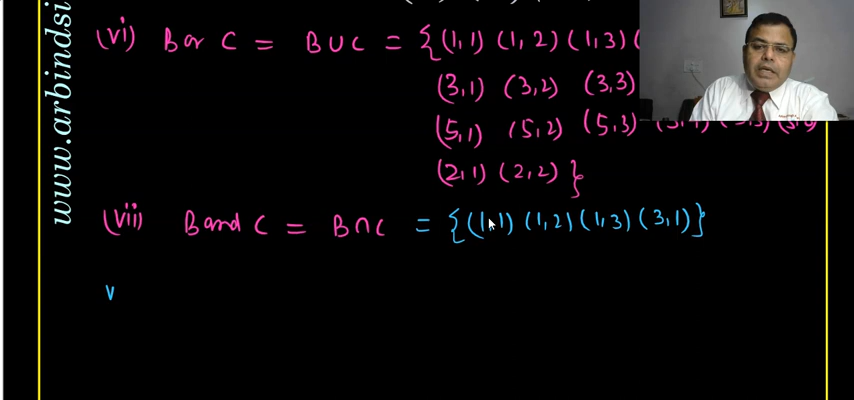 www.arbindsi
(vi) B or C = B∪C = {(1,1) (1,2) (1,3) (
(3,1) (3,2) (3,3)
(5,1) (5,2) (5,3)
(2,1) (2,2)}
(vii) B and C = B∩C = {(1,1) (1,2) (1,3) (3,1)}
v